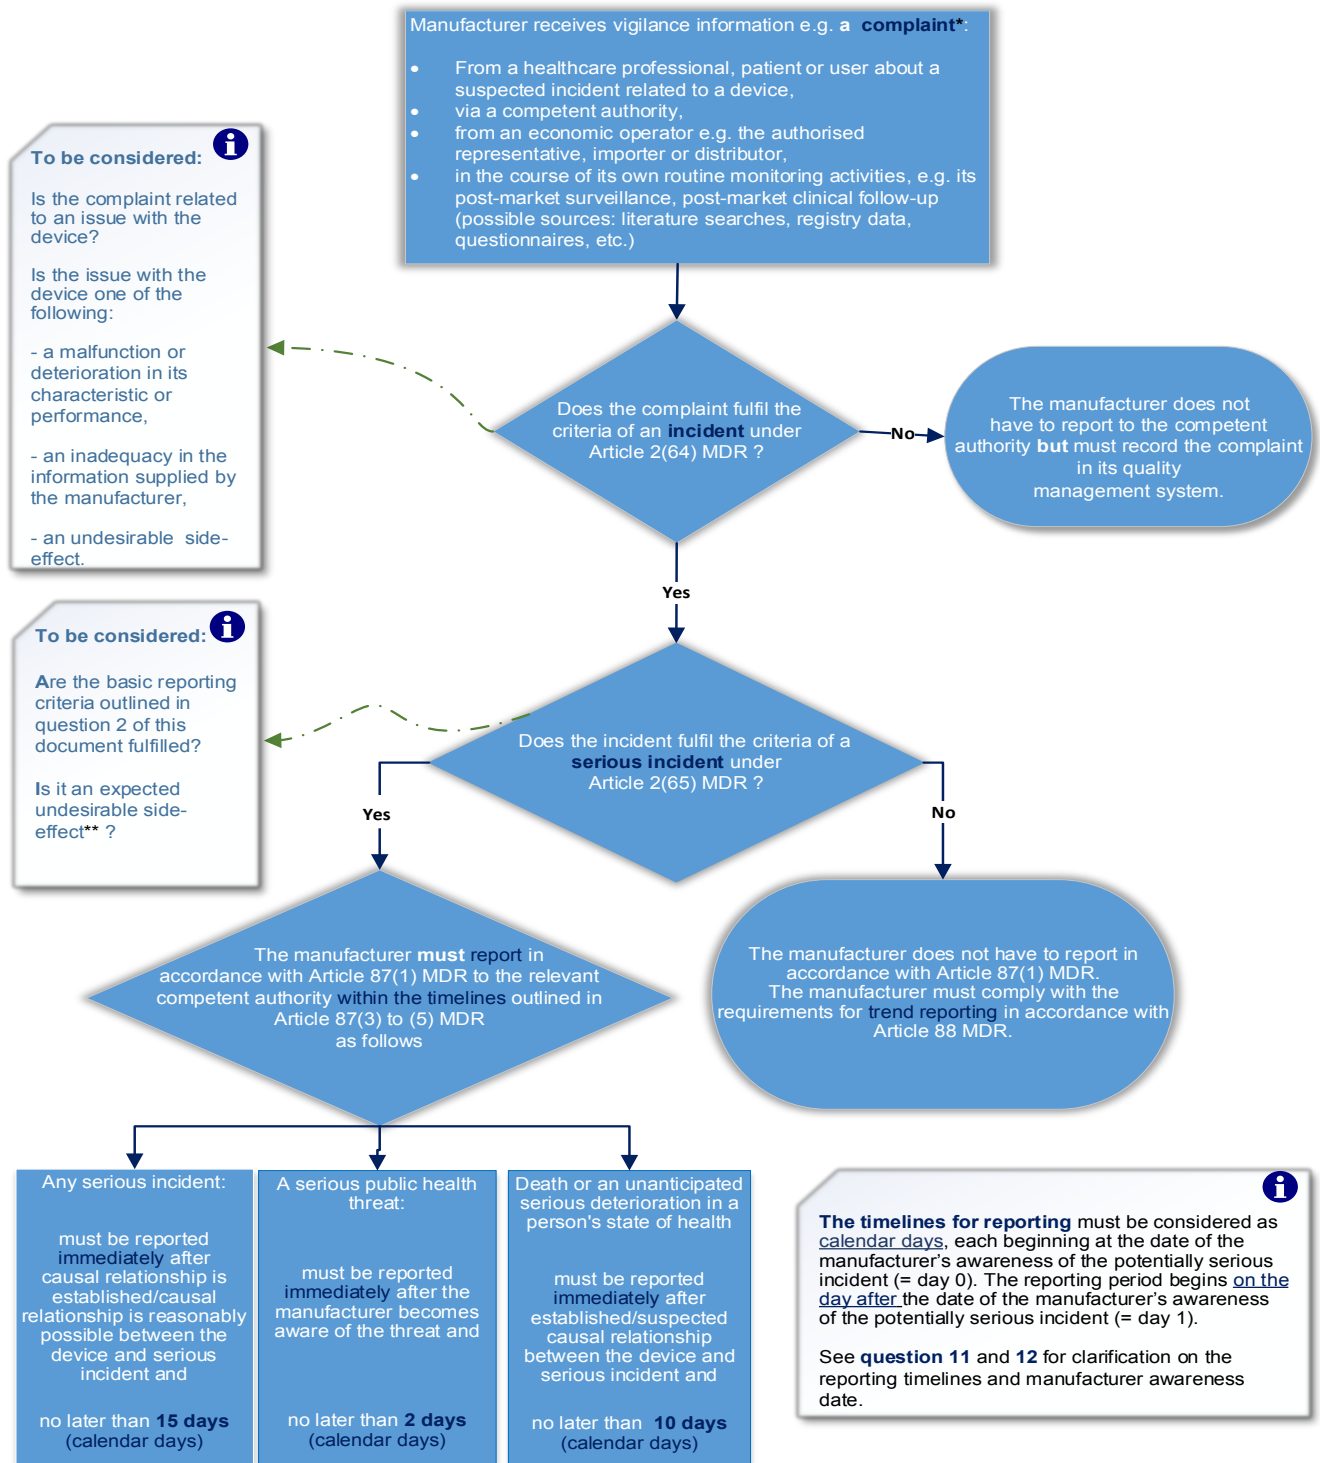 Manufacturer receives vigilance information e.g. a complaint*:
• From a healthcare professional, patient or user about a
suspected incident related to a device,
• via a competent authority,
• from an economic operator e.g. the authorised
representative, importer or distributor,
• in the course of its own routine monitoring activities, e.g. its
post-market surveillance, post-market clinical follow-up
(possible sources: literature searches, registry data,
questionnaires, etc.)
To be considered:
Is the complaint related
to an issue with the
device?
Is the issue with the
device one of the
following:
- a malfunction or
deterioration in its
characteristic or
performance,
- an inadequacy in the
information supplied by
the manufacturer,
- an undesirable side-
effect.
Does the complaint fulfil the
criteria of an incident under
Article 2(64) MDR ?
No
The manufacturer does not
have to report to the competent
authority but must record the complaint
in its quality
management system.
Yes
To be considered:
Are the basic reporting
criteria outlined in
question 2 of this
document fulfilled?
Is it an expected
undesirable side-
effect** ?
Does the incident fulfil the criteria of a
serious incident under
Article 2(65) MDR ?
Yes
No
The manufacturer must report in
accordance with Article 87(1) MDR to the relevant
competent authority within the timelines outlined in
Article 87(3) to (5) MDR
as follows
The manufacturer does not have to report in
accordance with Article 87(1) MDR.
The manufacturer must comply with the
requirements for trend reporting in accordance with
Article 88 MDR.
Any serious incident:
must be reported
immediately after
causal relationship is
established/causal
relationship is reasonably
possible between the
device and serious
incident and
no later than 15 days
(calendar days)
A serious public health
threat:
must be reported
immediately after the
manufacturer becomes
aware of the threat and
no later than 2 days
(calendar days)
Death or an unanticipated
serious deterioration in a
person's state of health
must be reported
immediately after
established/suspected
causal relationship
between the device and
serious incident and
no later than 10 days
(calendar days)
The timelines for reporting must be considered as
calendar days, each beginning at the date of the
manufacturer's awareness of the potentially serious
incident (= day 0). The reporting period begins on the
day after the date of the manufacturer's awareness
of the potentially serious incident (= day 1).
See question 11 and 12 for clarification on the
reporting timelines and manufacturer awareness
date.